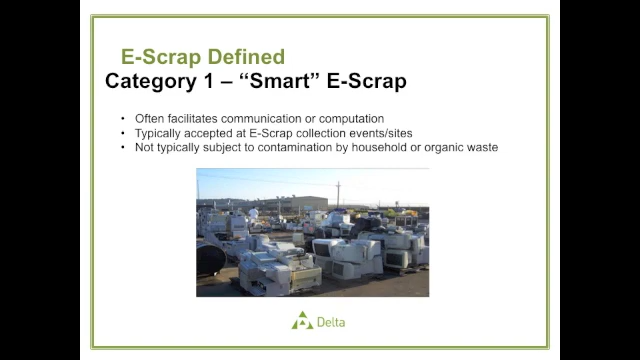 E-Scrap Defined
Category 1 – “Smart” E-Scrap
• Often facilitates communication or computation
• Typically accepted at E-Scrap collection events/sites
• Not typically subject to contamination by household or organic waste
Delta